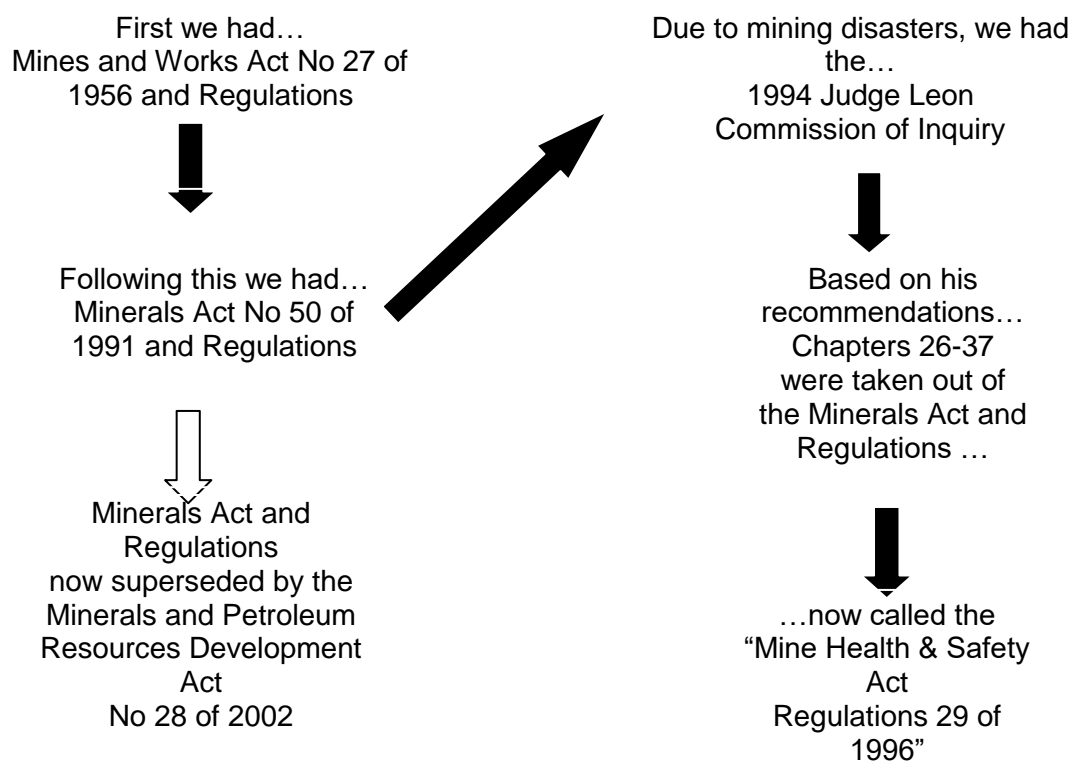 First we had…
Mines and Works Act No 27 of
1956 and Regulations
Following this we had…
Minerals Act No 50 of
1991 and Regulations
Minerals Act and
Regulations
now superseded by the
Minerals and Petroleum
Resources Development
Act
No 28 of 2002
Due to mining disasters, we had
the…
1994 Judge Leon
Commission of Inquiry
Based on his
recommendations…
Chapters 26-37
were taken out of
the Minerals Act and
Regulations …
…now called the
“Mine Health & Safety
Act
Regulations 29 of
1996”